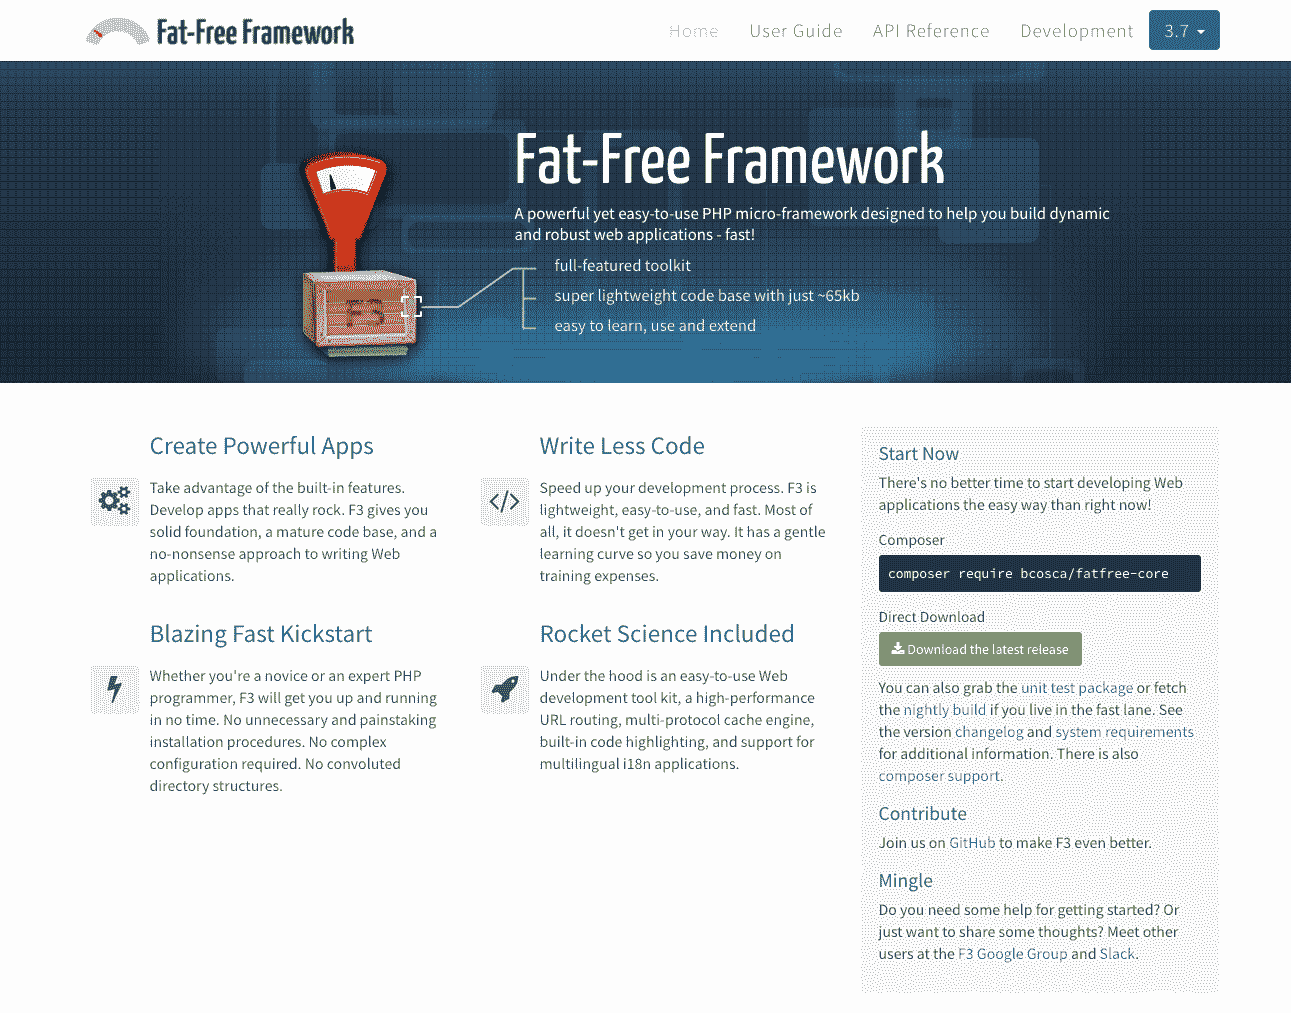 Fat-Free Framework
Home
User Guide
API Reference
Development
3.7
Fat-Free Framework
A powerful yet easy-to-use PHP micro-framework designed to help you build dynamic
and robust web applications - fast!
full-featured toolkit
super lightweight code base with just ~65kb
easy to learn, use and extend
F3
Create Powerful Apps
Take advantage of the built-in features.
Develop apps that really rock. F3 gives you
solid foundation, a mature code base, and a
no-nonsense approach to writing Web
applications.
Write Less Code
Speed up your development process. F3 is
lightweight, easy-to-use, and fast. Most of
all, it doesn't get in your way. It has a gentle
learning curve so you save money on
training expenses.
Blazing Fast Kickstart
Whether you're a novice or an expert PHP
programmer, F3 will get you up and running
in no time. No unnecessary and painstaking
installation procedures. No complex
configuration required. No convoluted
directory structures.
Rocket Science Included
Under the hood is an easy-to-use Web
development tool kit, a high-performance
URL routing, multi-protocol cache engine,
built-in code highlighting, and support for
multilingual i18n applications.
Start Now
There's no better time to start developing Web
applications the easy way than right now!
Composer
composer require bcosca/fatfree-core
Direct Download
Download the latest release
You can also grab the unit test package or fetch
the nightly build if you live in the fast lane. See
the version changelog and system requirements
for additional information. There is also
composer support.
Contribute
Join us on GitHub to make F3 even better.
Mingle
Do you need some help for getting started? Or
just want to share some thoughts? Meet other
users at the F3 Google Group and Slack.